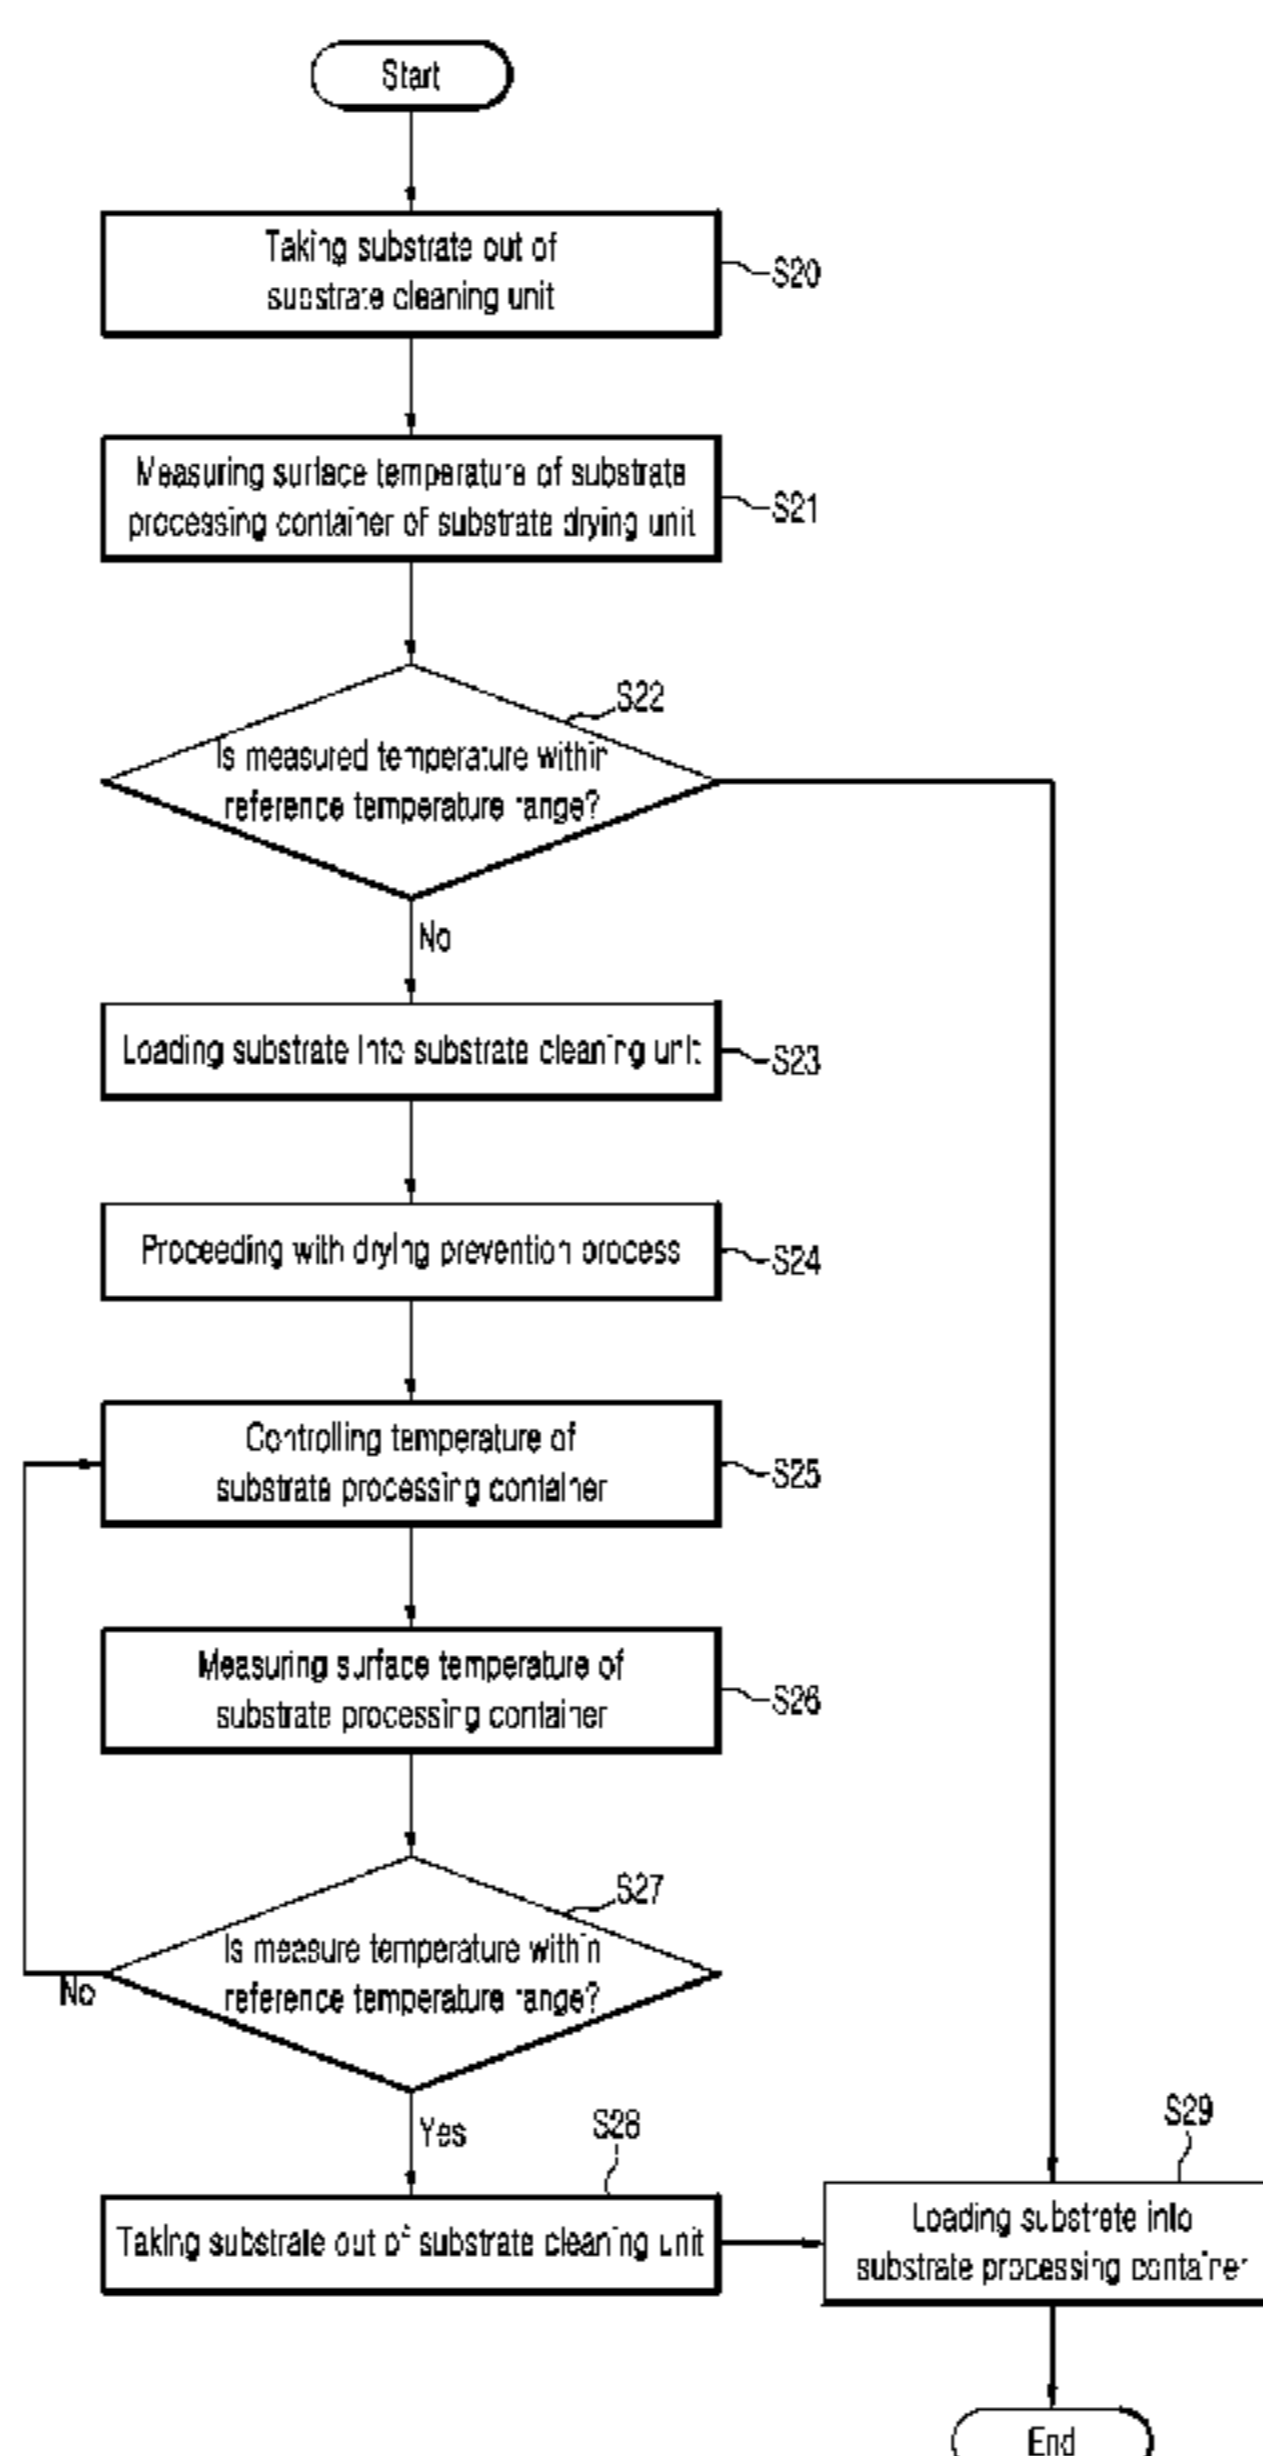 Start
Taking substrate out of
substrate cleaning unit
S20
Measuring surface temperature of substrate
processing container of substrate drying unit
S21
S22
Is measured temperature within
reference temperature range?
No
Loading substrate into substrate cleaning unit
S23
Proceeding with drying prevention process
S24
Controlling temperature of
substrate processing container
S25
Measuring surface temperature of
substrate processing container
S26
S27
Is measure temperature within
reference temperature range?
No
Yes
S28
Taking substrate out of substrate cleaning unit
S29
Loading substrate into
substrate processing container
End